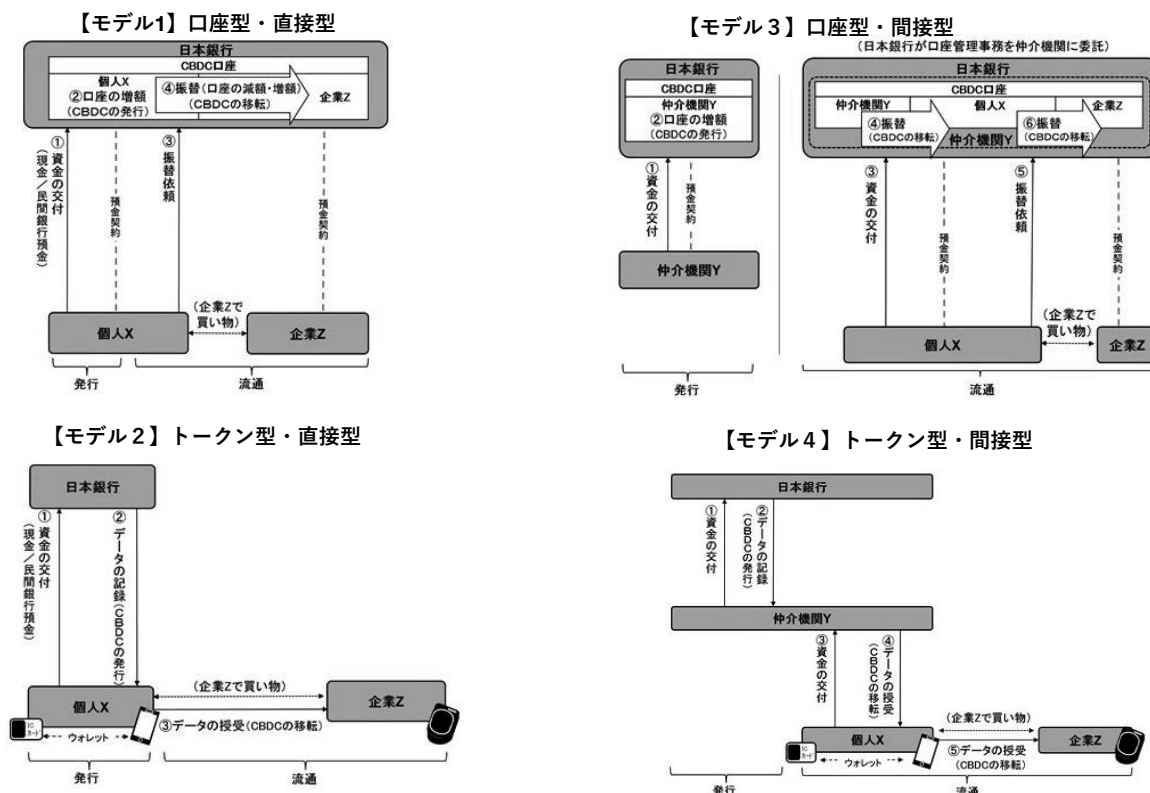 【モデル1】口座型・直接型
日本銀行
CBDC口座
個人X
②口座の増額
(CBDCの発行)
④振替(口座の減額・増額)
(CBDCの移転)
企業Z
①資金の交付
(現金/民間銀行預金)
預金契約
③振替依頼
預金契約
(企業Zで
買い物)
個人X
企業Z
発行
流通
【モデル3】口座型・間接型
(日本銀行が口座管理事務を仲介機関に委託)
日本銀行
CBDC口座
仲介機関Y
②口座の増額
(CBDCの発行)
①資金の交付
預金契約
仲介機関Y
発行
日本銀行
CBDC口座
仲介機関Y
個人X
企業Z
④振替
(CBDCの移転)
⑥振替
(CBDCの移転)
仲介機関Y
③資金の交付
預金契約
⑤振替依頼
預金契約
(企業Zで
買い物)
個人X
企業Z
流通
【モデル2】トークン型・直接型
日本銀行
①資金の交付
(現金/民間銀行預金)
②データの記録(CBDCの発行)
(企業Zで買い物)
個人X
企業Z
③データの授受(CBDCの移転)
IC
カード
ウォレット
発行
流通
【モデル4】トークン型・間接型
日本銀行
①資金の交付
②データの記録
(CBDCの発行)
仲介機関Y
③資金の交付
④データの授受
(CBDCの移転)
(企業Zで買い物)
個人X
企業Z
⑤データの授受
(CBDCの移転)
IC
カード
ウォレット
発行
流通